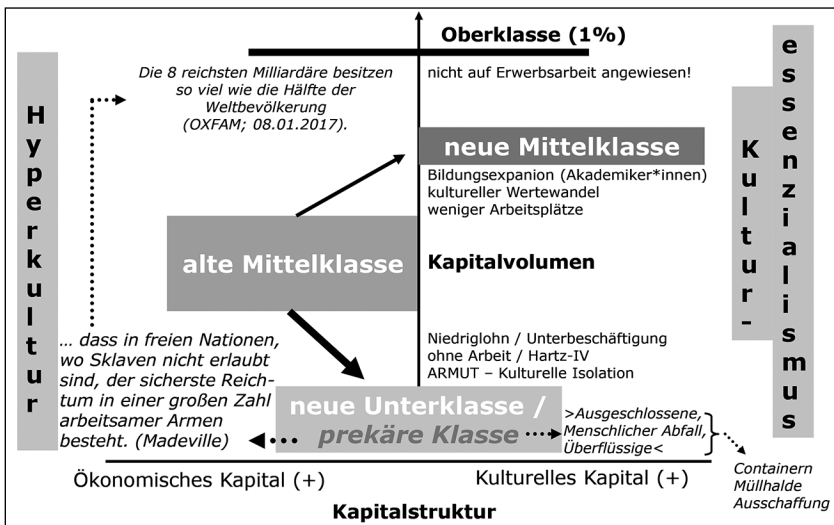 Oberklasse (1%)
Die 8 reichsten Milliardäre besitzen
so viel wie die Hälfte der
Weltbevölkerung
(OXFAM; 08.01.2017).
nicht auf Erwerbsarbeit angewiesen!
Hyperkultur
Kultur-
essenzialismus
neue Mittelklasse
Bildungsexpanion (Akademiker*innen)
kultureller Wertewandel
weniger Arbeitsplätze
alte Mittelklasse
Kapitalvolumen
... dass in freien Nationen,
wo Sklaven nicht erlaubt
sind, der sicherste Reich-
tum in einer großen Zahl
arbeitsamer Armen
besteht. (Madeville)
Niedriglohn / Unterbeschäftigung
ohne Arbeit / Hartz-IV
ARMUT – Kulturelle Isolation
neue Unterklasse /
prekäre Klasse
>Ausgeschlossene,
Menschlicher Abfall,
Überflüssige<
Containern
Müllhalde
Ausschaffung
Ökonomisches Kapital (+)
Kulturelles Kapital (+)
Kapitalstruktur